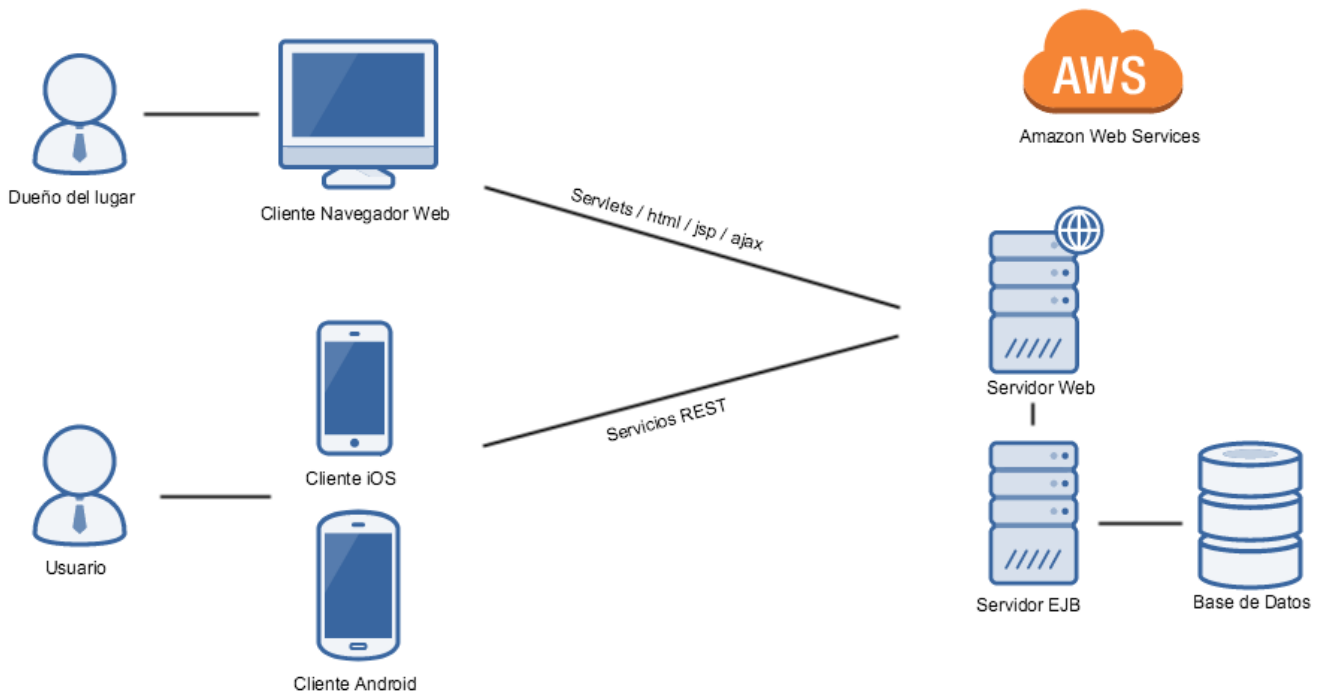 AWS
Amazon Web Services
Dueño del lugar
Cliente Navegador Web
Servlets / html / jsp / ajax
Servidor Web
Servicios REST
Cliente iOS
Usuario
Servidor EJB
Base de Datos
Cliente Android